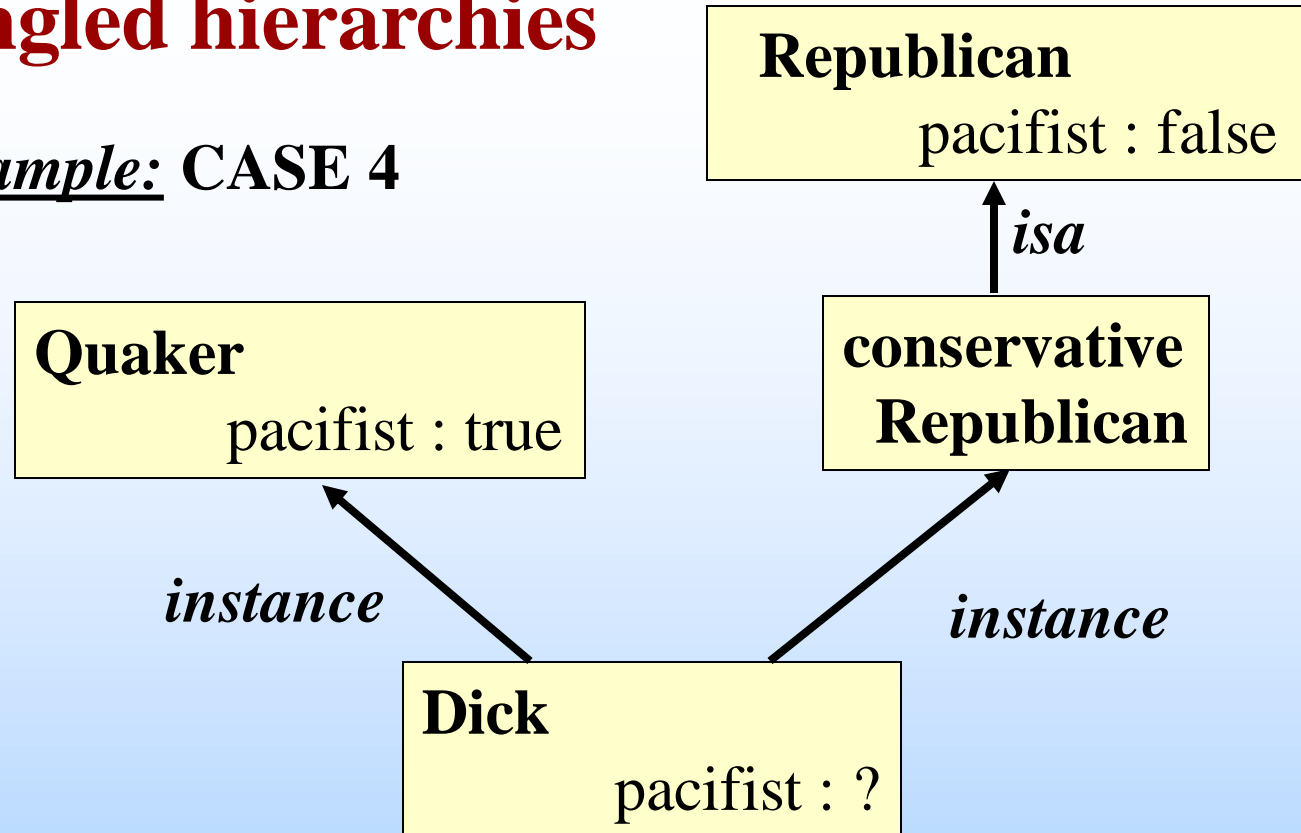 ngled hierarchies
ample: CASE 4
Republican
pacifist : false
isa
Quaker
pacifist : true
conservative
Republican
instance
instance
Dick
pacifist : ?